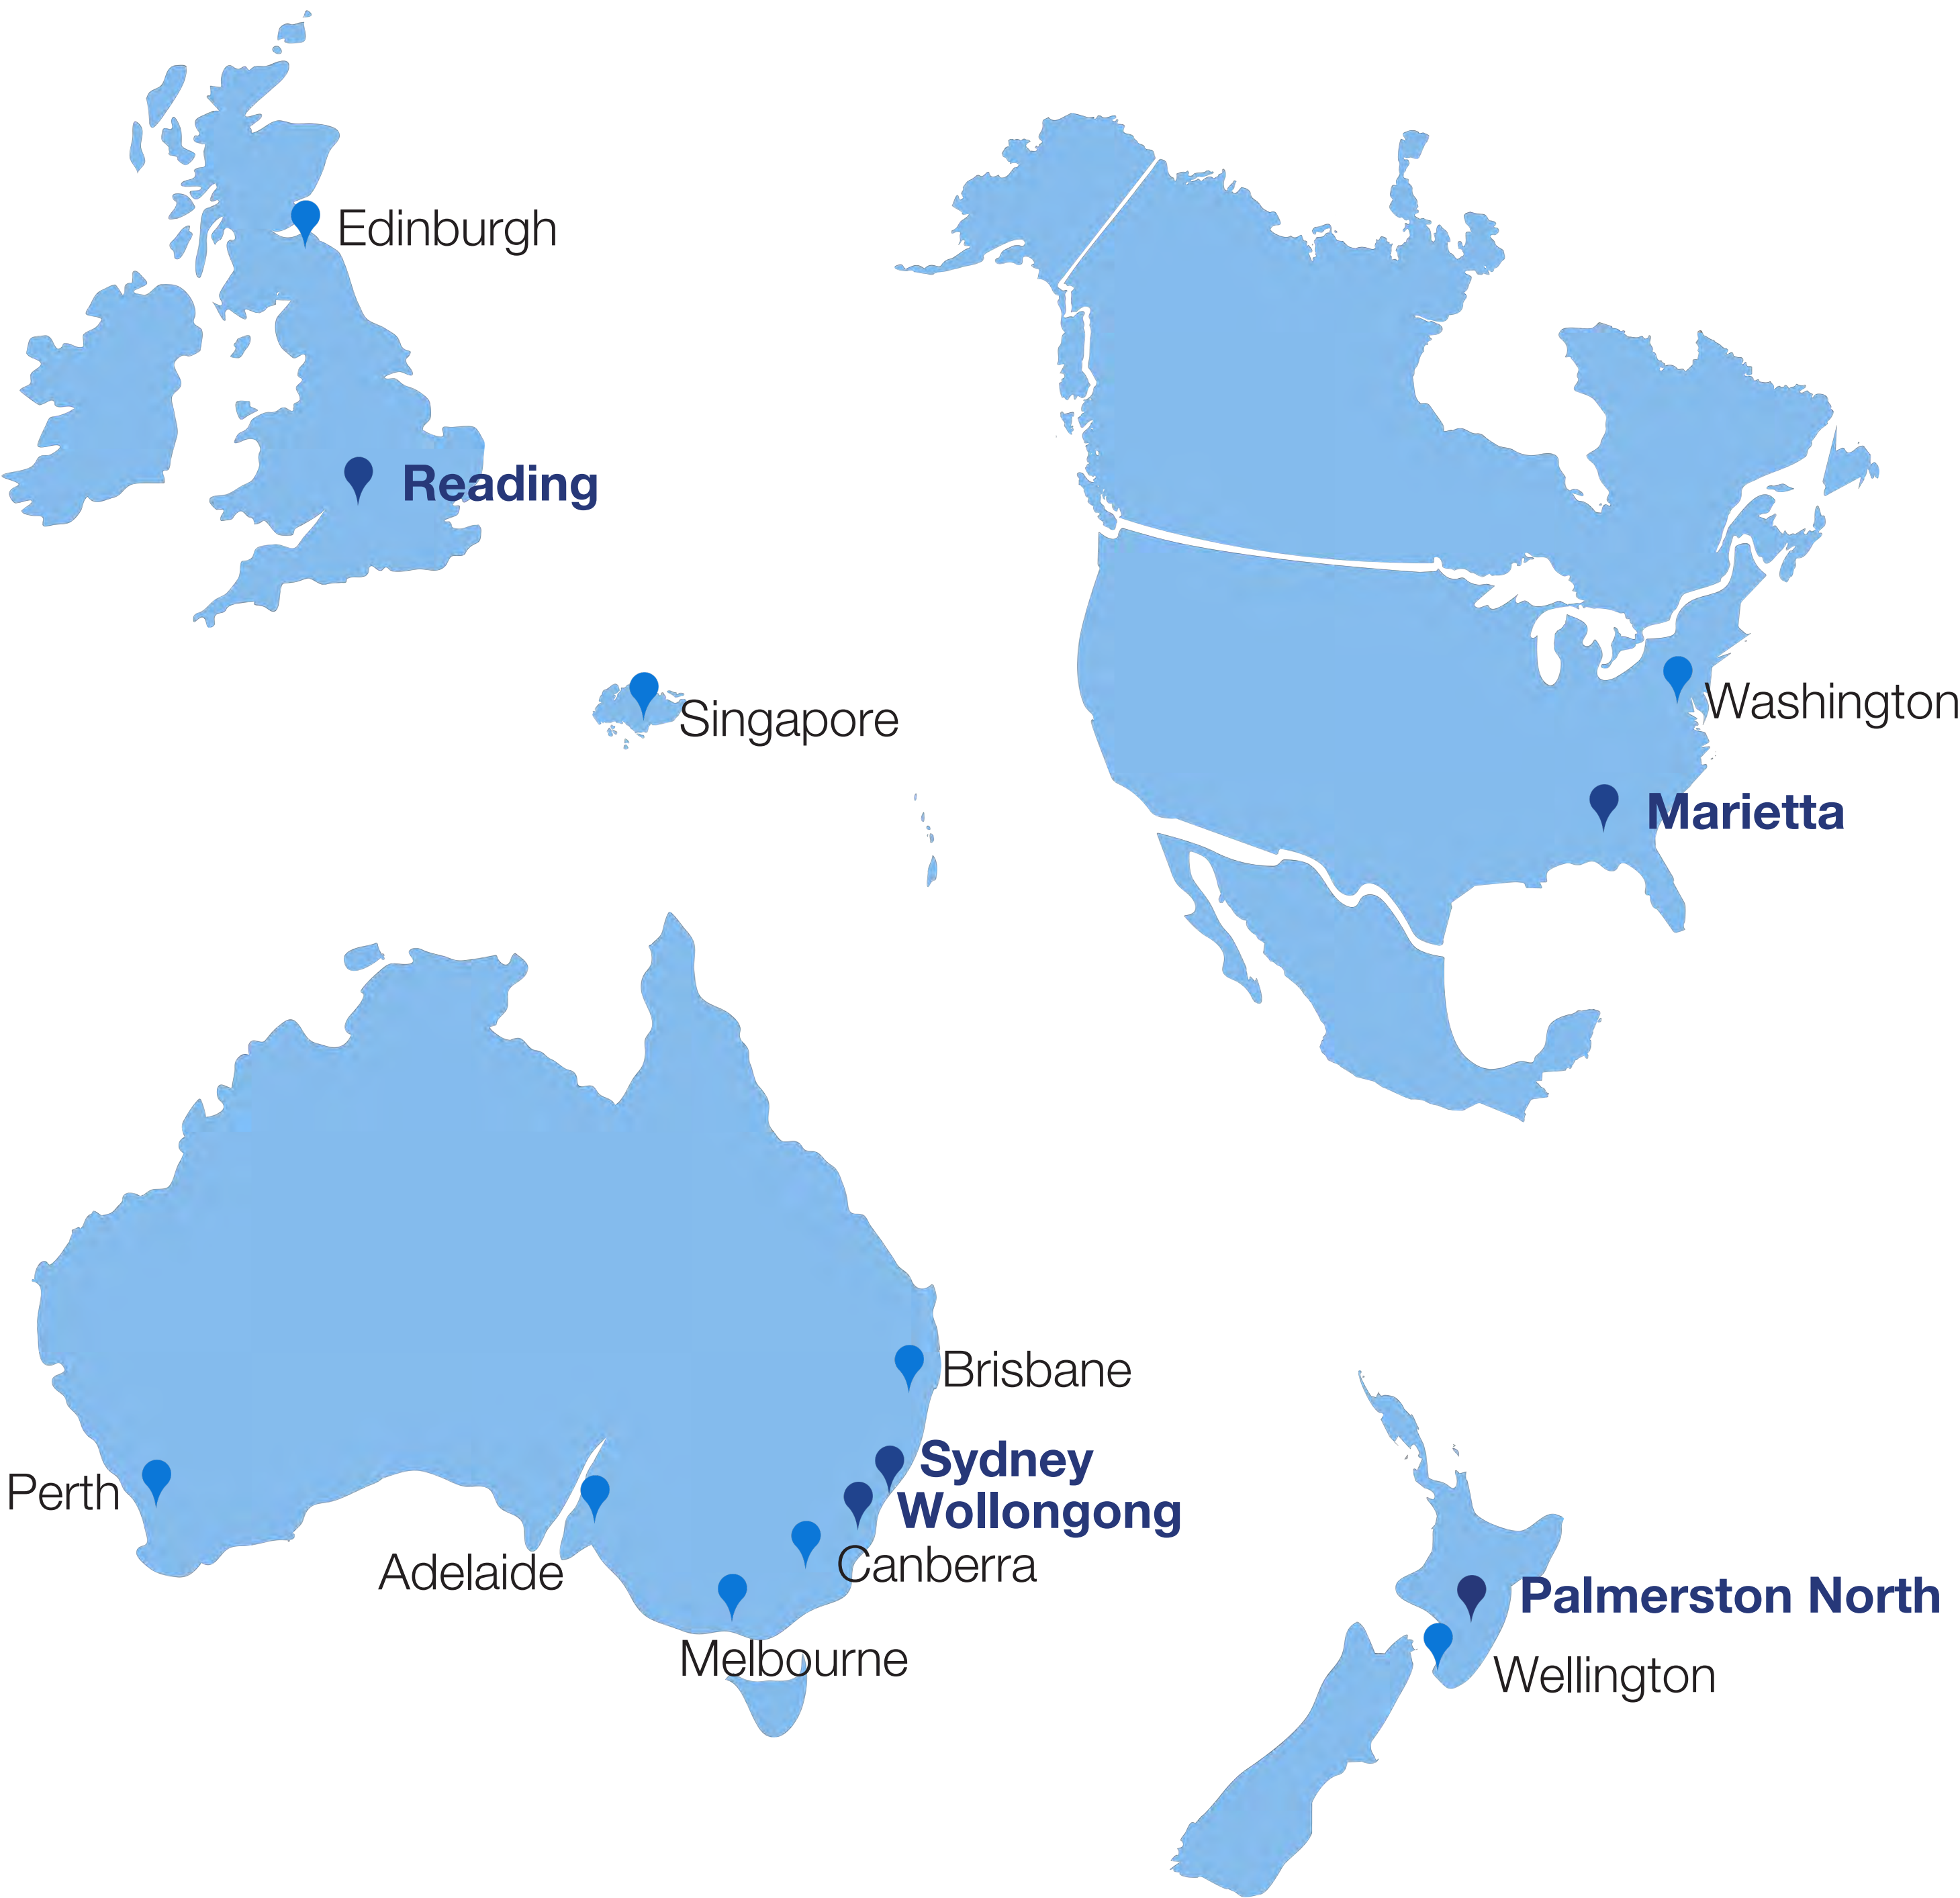 Edinburgh
Reading
Singapore
Washington
Marietta
Brisbane
Sydney
Wollongong
Perth
Adelaide
Canberra
Melbourne
Palmerston North
Wellington